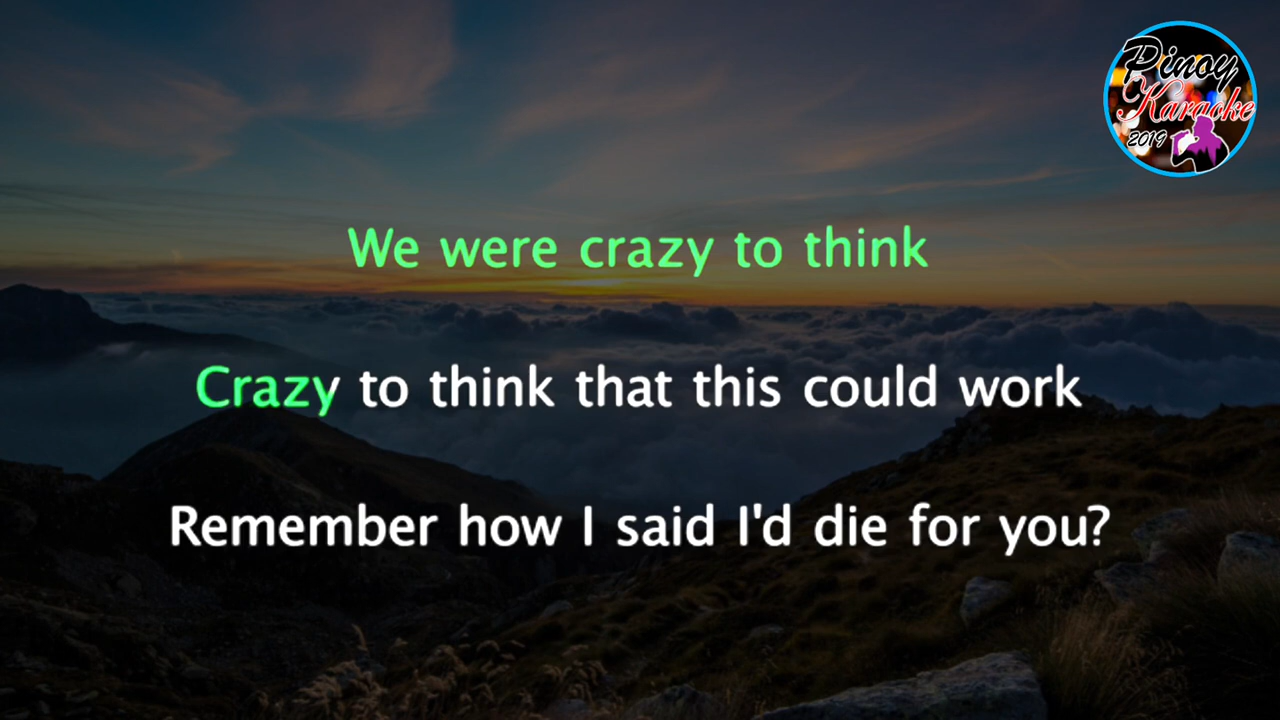 Pinoy
Karaoke
2019
We were crazy to think
Crazy to think that this could work
Remember how I said I'd die for you?